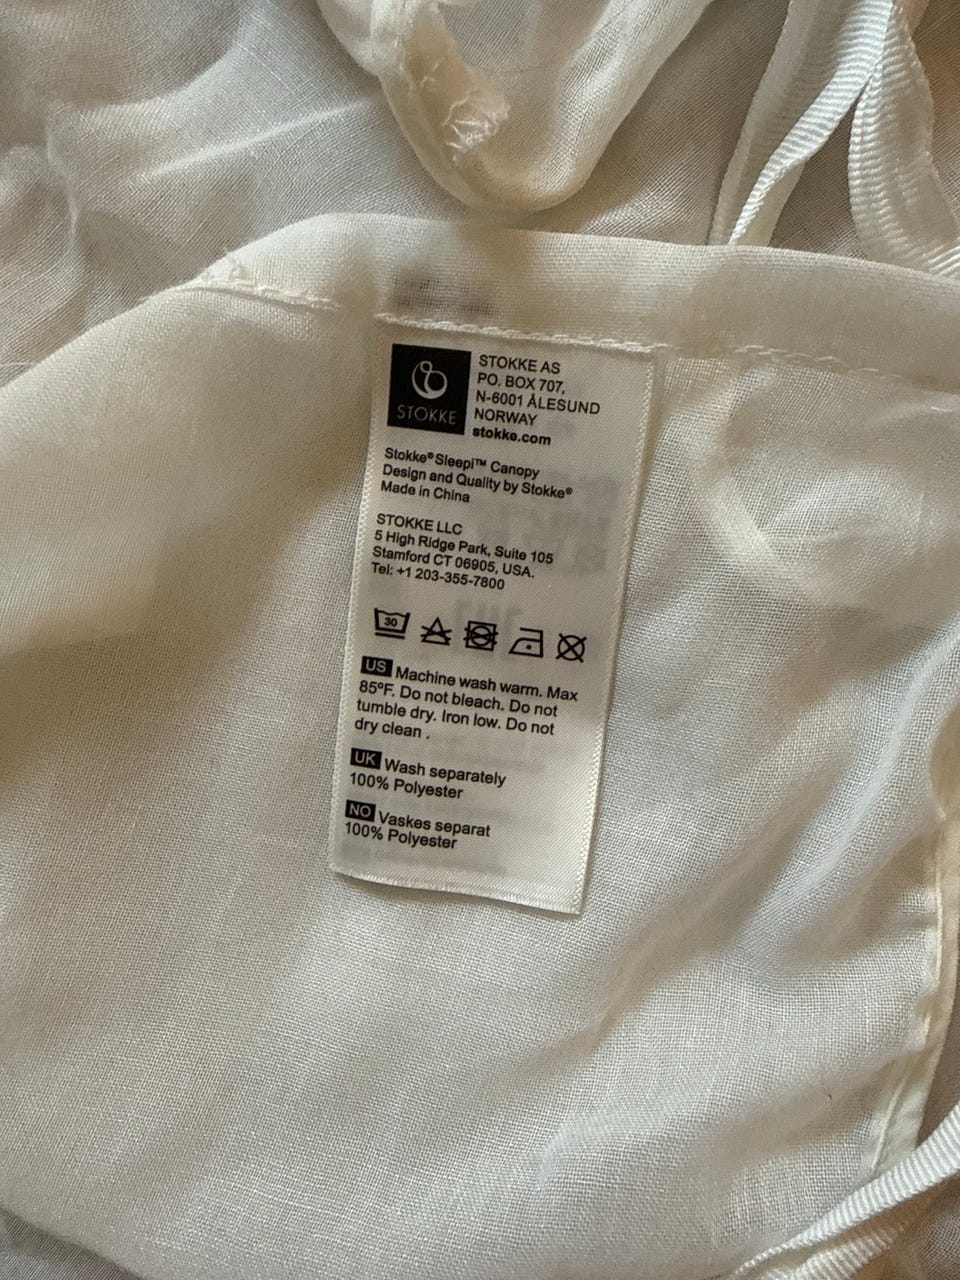 STOKKE
STOKKE AS
PO. BOX 707,
N-6001 ÅLESUND
NORWAY
stokke.com
Stokke® Sleepi™ Canopy
Design and Quality by Stokke®
Made in China
STOKKE LLC
5 High Ridge Park, Suite 105
Stamford CT 06905, USA.
Tel: +1 203-355-7800
30
US Machine wash warm. Max
85ºF. Do not bleach. Do not
tumble dry. Iron low. Do not
dry clean .
UK Wash separately
100% Polyester
NO Vaskes separat
100% Polyester